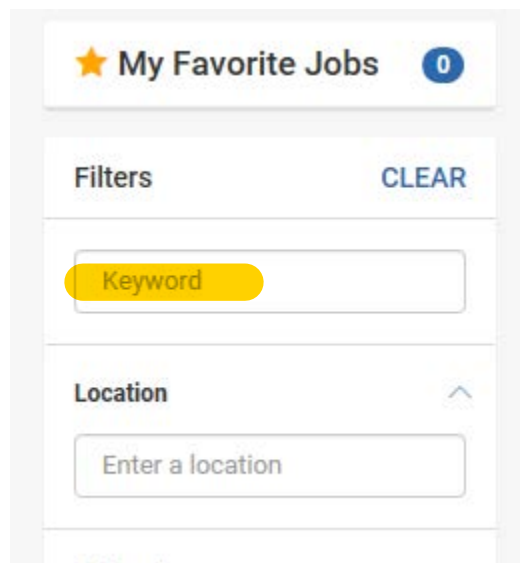 My Favorite Jobs 0
Filters CLEAR
Keyword
Location
Enter a location